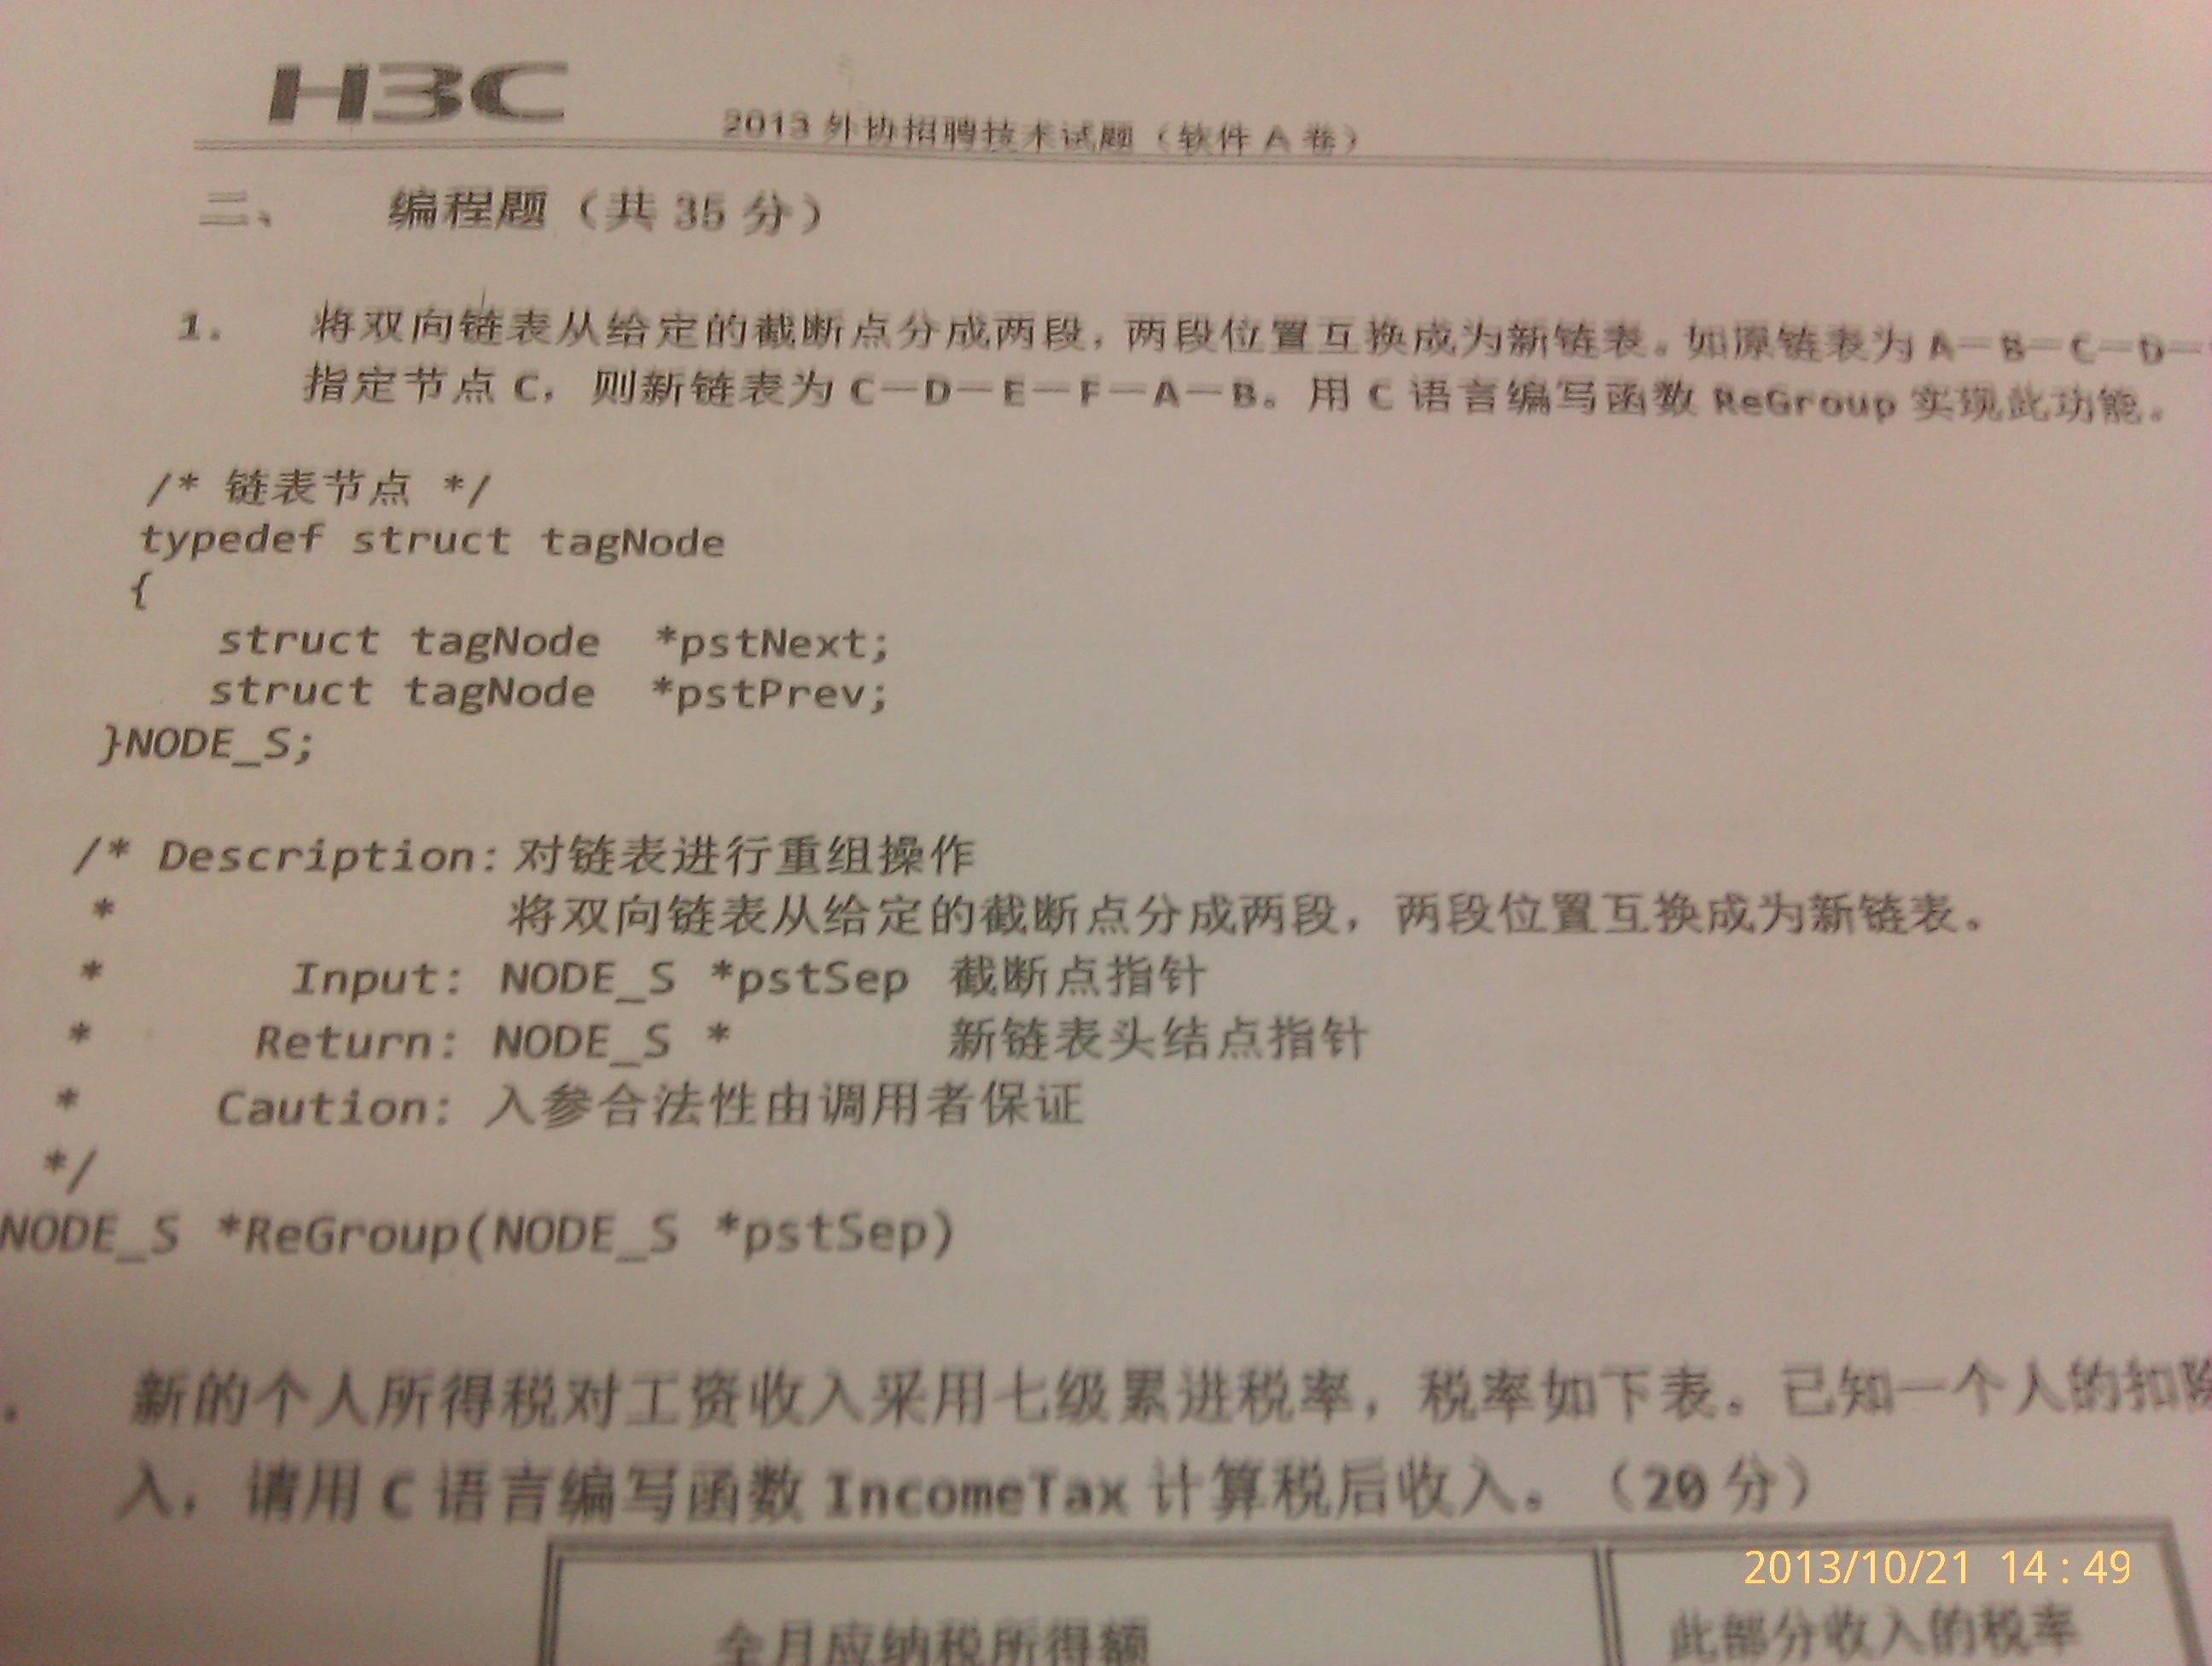 H3C
2013 外协招聘技术试题（软件 A 卷）
二、 编程题（共 35 分）
1. 将双向链表从给定的截断点分成两段，两段位置互换成为新链表。如源链表为 A—B—C—D—
指定节点 C，则新链表为 C—D—E—F—A—B。用 C 语言编写函数 ReGroup 实现此功能。
/* 链表节点 */
typedef struct tagNode
{
struct tagNode *pstNext;
struct tagNode *pstPrev;
}NODE_S;
/* Description: 对链表进行重组操作
* 将双向链表从给定的截断点分成两段，两段位置互换成为新链表。
* Input: NODE_S *pstSep 截断点指针
* Return: NODE_S * 新链表头结点指针
* Caution: 入参合法性由调用者保证
*/
NODE_S *ReGroup(NODE_S *pstSep)
. 新的个人所得税对工资收入采用七级累进税率，税率如下表。已知一个人的扣除
入，请用 C 语言编写函数 IncomeTax 计算税后收入。（20 分）
全月应纳税所得额 此部分收入的税率
2013/10/21 14:49